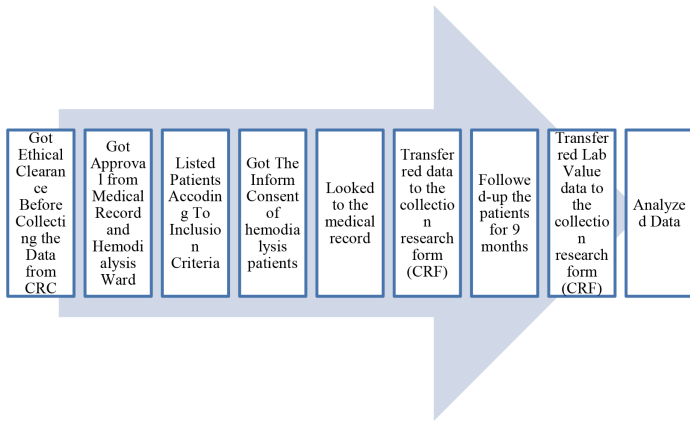 Got
Ethical
Clearan
ce
Before
Collecti
ng the
Data
from
CRC
Got
Approva
l from
Medical
Record
and
Hemodi
alysis
Ward
Listed
Patients
Accodin
g To
Inclusio
n
Criteria
Got The
Inform
Consent
of
hemodia
lysis
patients
Looked
to the
medical
record
Transfer
red data
to the
collectio
n
research
form
(CRF)
Followe
d-up the
patients
for 9
months
Transfer
red Lab
Value
data to
the
collectio
n
research
form
(CRF)
Analyze
d Data